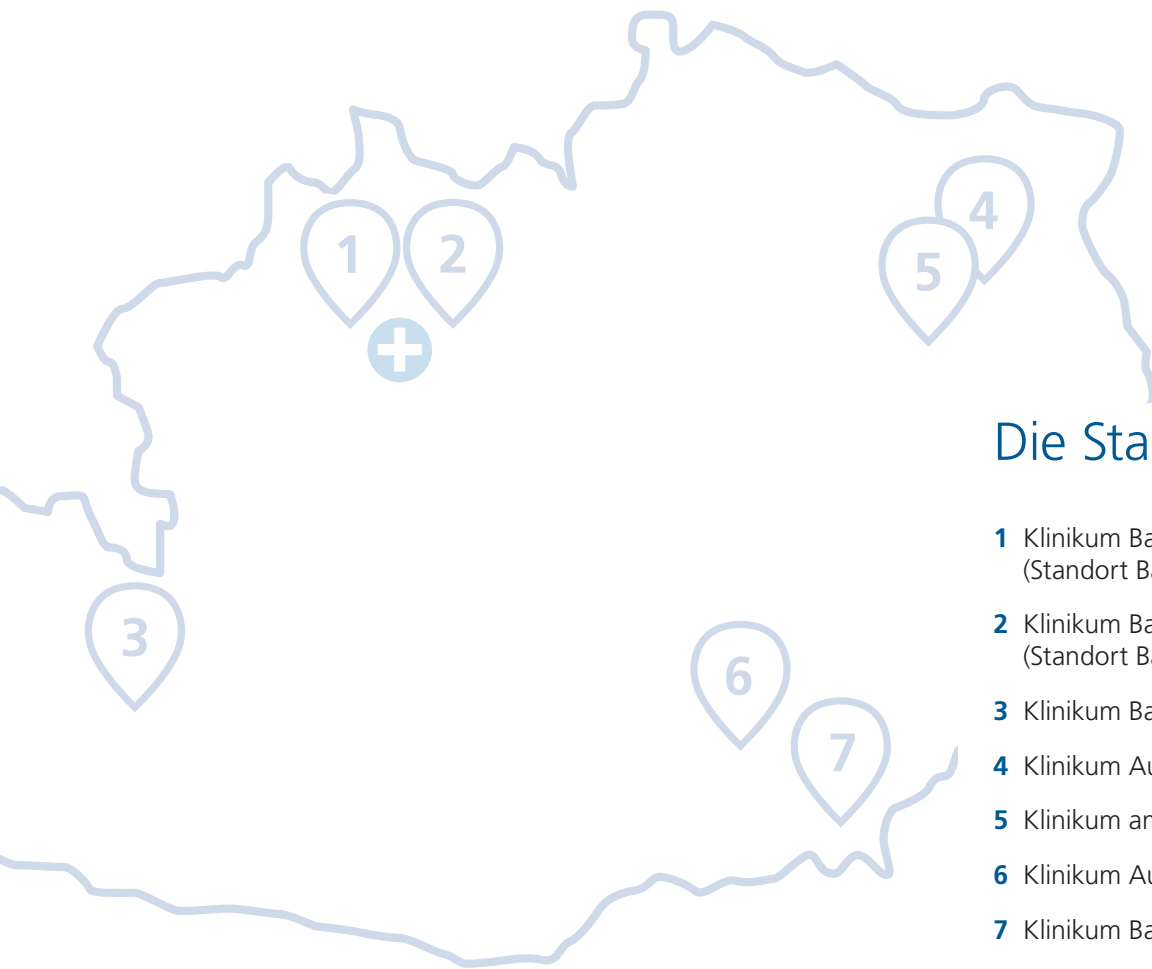 1 2
4
5
3
6
7
Die Sta
1 Klinikum Ba
(Standort Ba
2 Klinikum Ba
(Standort Ba
3 Klinikum Ba
4 Klinikum Au
5 Klinikum am
6 Klinikum Au
7 Klinikum Ba